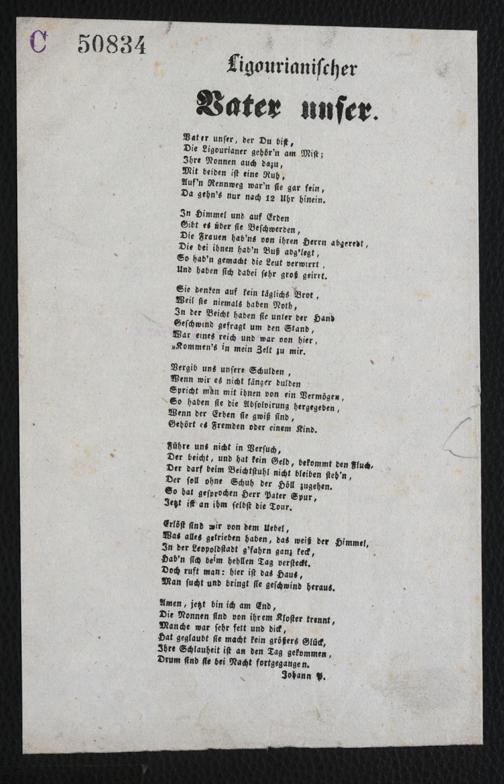 C 50834
Ligourianischer
Vater unser.
Vater unser, der Du bist,
Die Ligourianer gehör'n am Mist;
Ihre Nonnen auch dazu,
Mit beiden ist eine Ruh,
Auf'n Rennweg war'n sie gar fein,
Da gehn's nur nach 12 Uhr hinein.
In Himmel und auf Erden
Gibt es über sie Beschwerden,
Die Frauen hab'ns von ihren Herrn abgeredt,
Die bei ihnen hab'n Buß abg'legt,
So hab'n gemacht die Leut verwirrt,
Und haben sich dabei sehr groß geirrt.
Sie denken auf kein täglichs Brot,
Weil sie niemals haben Noth,
In der Beicht haben sie unter der Hand
Geschwind gefragt um den Stand,
War eines reich und war von hier,
„Kommen's in mein Zelt zu mir.
Vergib uns unsere Schulden,
Wenn wir es nicht länger dulden
Spricht man mit ihnen von ein Vermögen,
So haben sie die Absolvirung hergegeben,
Wenn der Erben sie gwiß sind,
Gehört es Fremden oder einem Kind.
Führe uns nicht in Versuch,
Der beicht, und hat kein Geld, bekommt den Fluch,
Der darf beim Beichtstuhl nicht bleiben steh'n,
Der soll ohne Schuh der Höll zugehen.
So hat gesprochen Herr Pater Spur,
Jetzt ist an ihm selbst die Tour.
Erlöst sind wir von dem Uebel,
Was alles getrieben haben, das weiß der Himmel,
In der Leopoldstadt g'fahrn ganz keck,
Hab'n sich beim hellen Tag versteckt.
Doch ruft man: hier ist das Haus,
Man sucht und bringt sie geschwind heraus.
Amen, jetzt bin ich am End,
Die Nonnen sind von ihrem Kloster trennt,
Manche war sehr fett und dick,
Hat geglaubt sie macht kein größers Glück,
Ihre Schlauheit ist an den Tag gekommen,
Drum sind sie bei Nacht fortgegangen.
Johann P.